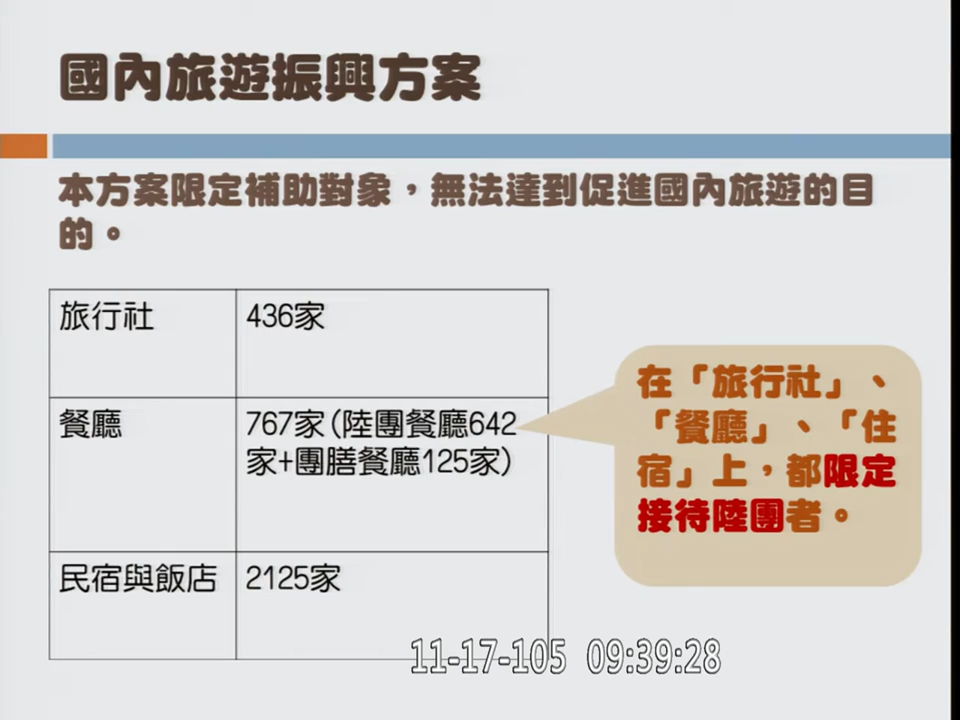 國內旅遊振興方案
本方案限定補助對象，無法達到促進國內旅遊的目
的。
旅行社 436家
餐廳 767家(陸團餐廳642
家+團膳餐廳125家)
民宿與飯店 2125家
在「旅行社」、
「餐廳」、「住
宿」上，都限定
接待陸團者。
11-17-105 09:39:28